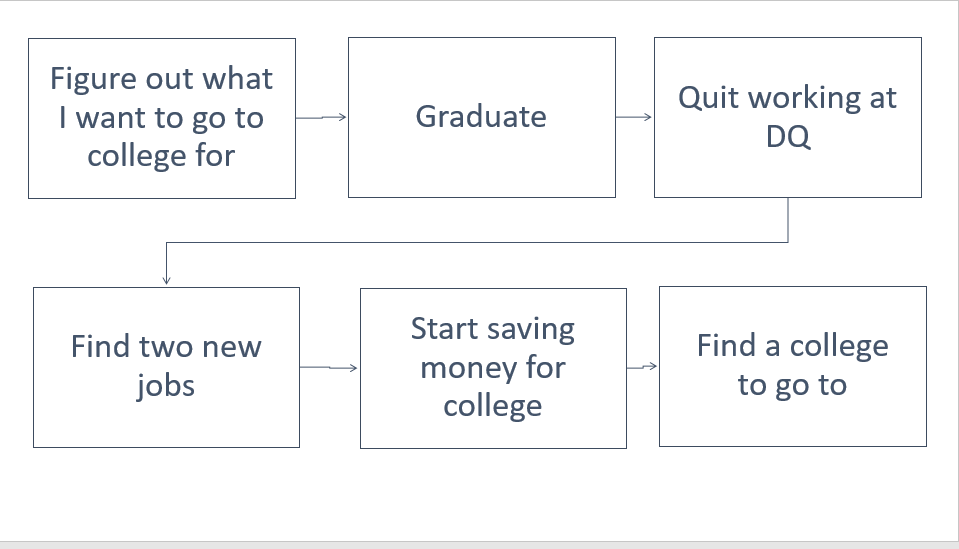 Figure out what
I want to go to
college for
Graduate
Quit working at
DQ
Find two new
jobs
Start saving
money for
college
Find a college
to go to